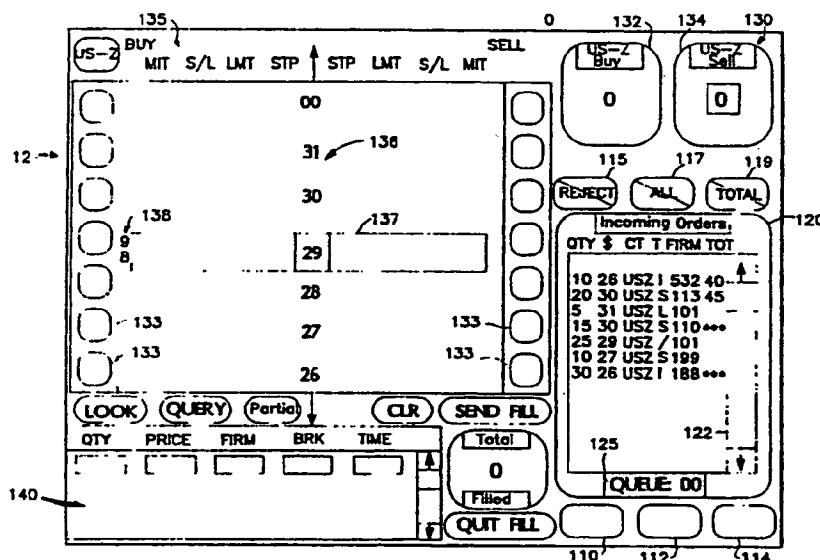 0
132
134
130
135
BUY
SELL
US-Z
MIT S/L LMT STP STP LMT S/L MIT
US-Z
Buy
0
US-Z
Sell
0
12
00
31
136
30
138
9
8
137
29
28
27
133
133
133
133
26
115
117
119
REJECT
ALL
TOTAL
120
Incoming Orders
QTY $ CT T FIRM TOT
10 26 USZ I 532 40
20 30 USZ S 113 45
5 31 USZ L 101
15 30 USZ S 110 ***
25 29 USZ / 101
10 27 USZ S 199
30 26 USZ I 188 ***
122
125
QUEUE: 00
LOOK
QUERY
Partial
CLR
SEND FILL
QTY PRICE FIRM BRK TIME
Total
0
Filled
140
QUIT FILL
110
112
114